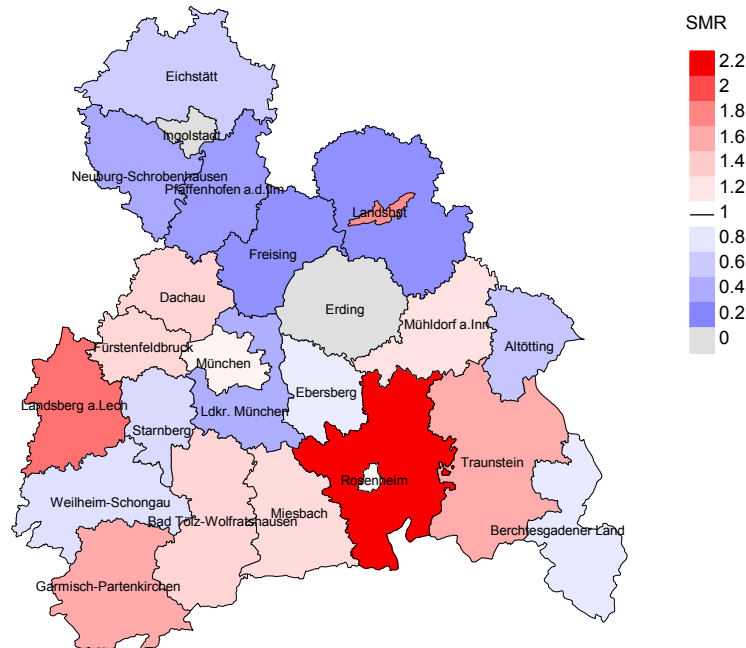 SMR
2.2
2
1.8
1.6
1.4
1.2
1
0.8
0.6
0.4
0.2
0
Eichstätt
Ingolstadt
Neuburg-Schrobenhausen
Pfaffenhofen a.d.Ilm
Landshut
Freising
Dachau
Erding
Mühldorf a.Inn
Fürstenfeldbruck
München
Altötting
Ebersberg
Landsberg a.Lech
Ldkr. München
Starnberg
Traunstein
Rosenheim
Weilheim-Schongau
Miesbach
Bad Tölz-Wolfratshausen
Berchtesgadener Land
Garmisch-Partenkirchen